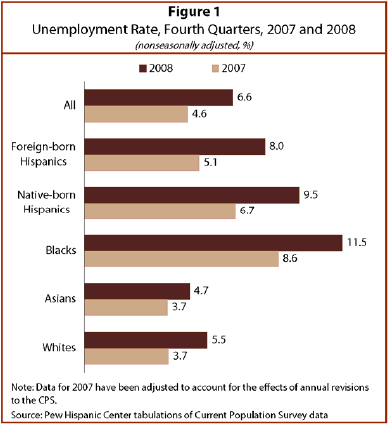 Figure 1
Unemployment Rate, Fourth Quarters, 2007 and 2008
(nonseasonally adjusted, %)
2008 2007
All 6.6
4.6
Foreign-born 8.0
Hispanics 5.1
Native-born 9.5
Hispanics 6.7
Blacks 11.5
8.6
Asians 4.7
3.7
Whites 5.5
3.7
Note: Data for 2007 have been adjusted to account for the effects of annual revisions
to the CPS.
Source: Pew Hispanic Center tabulations of Current Population Survey data